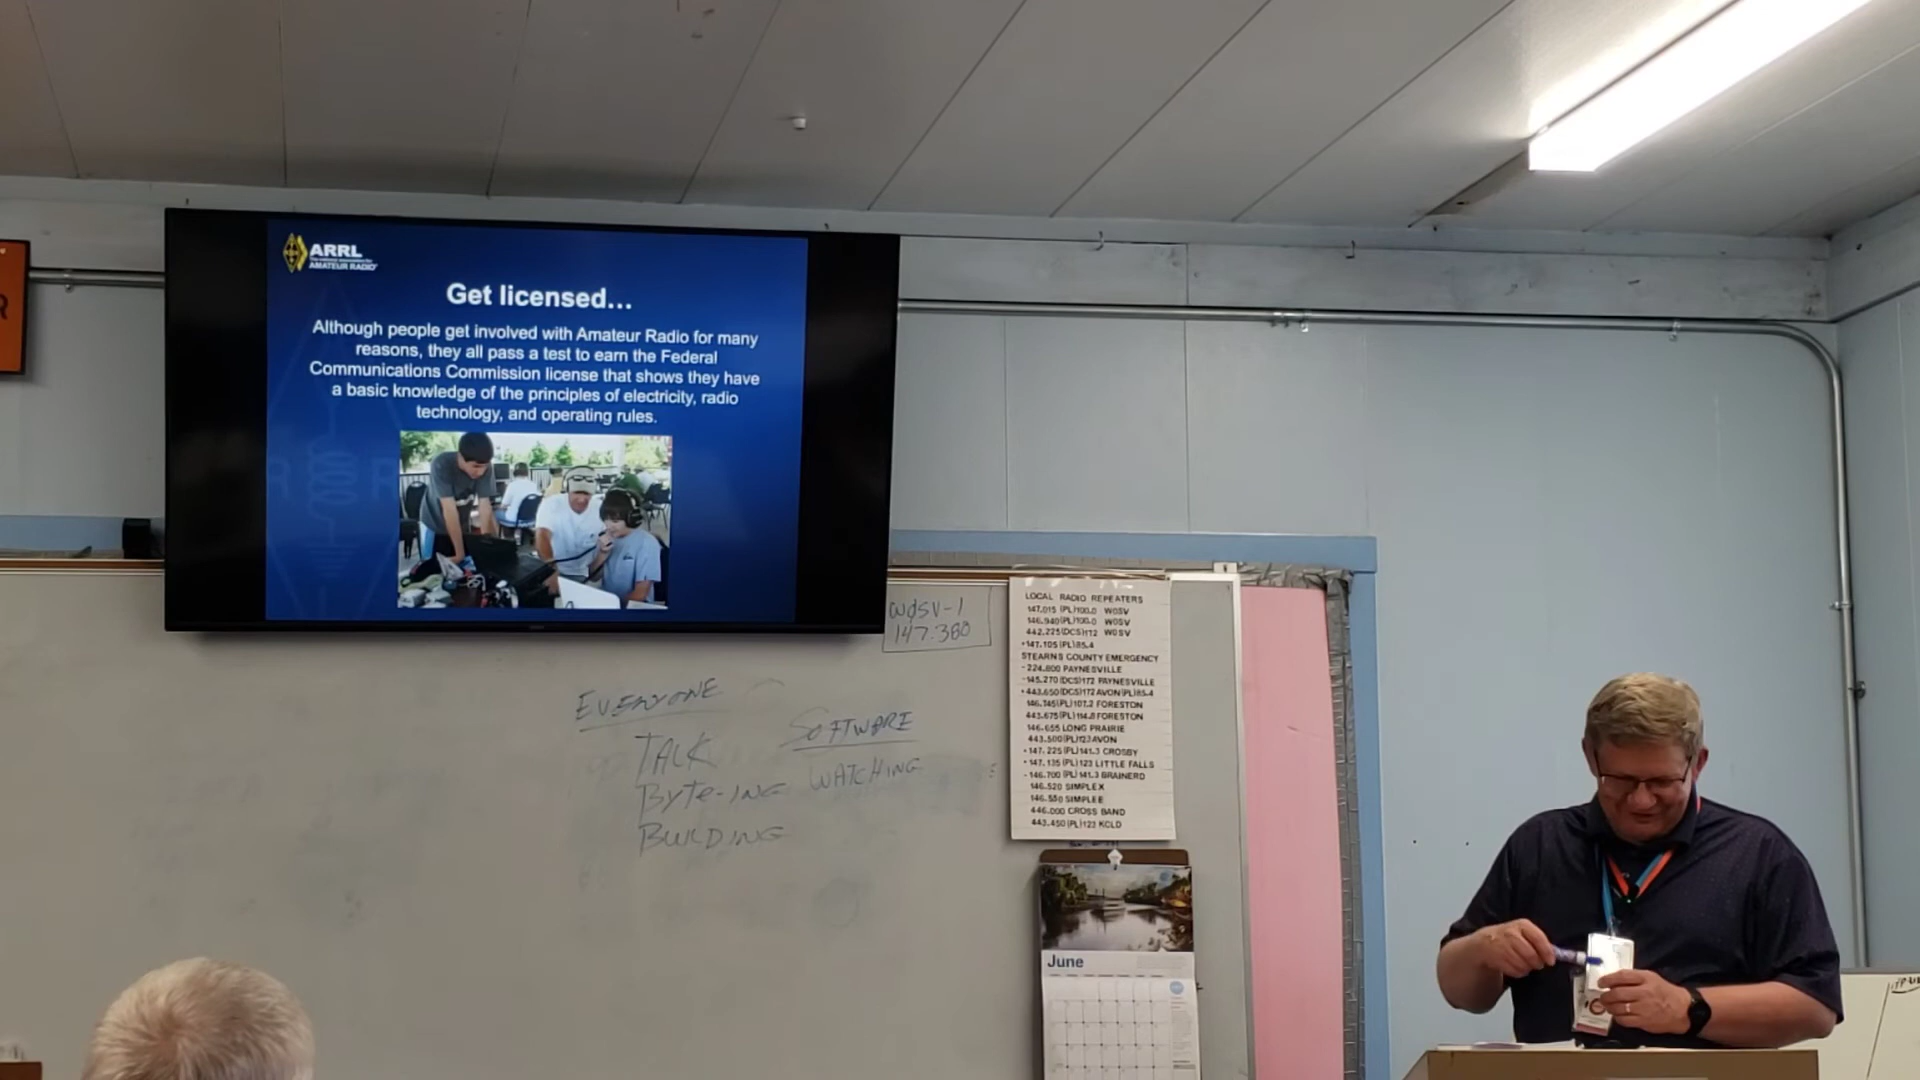 ARRL
AMATEUR RADIO
Get licensed...
Although people get involved with Amateur Radio for many
reasons, they all pass a test to earn the Federal
Communications Commission license that shows they have
a basic knowledge of the principles of electricity, radio
technology, and operating rules.
WØSV-1
147.380
EVERYONE
TALK
BYTE-ING
BUILDING
SOFTWARE
WATCHING
LOCAL RADIO REPEATERS
147.015 (PL)100.0 WØSV
146.940(PL)100.0 WØSV
442.225(DCS)172 WØSV
147.105(PL)85.4
STEARNS COUNTY EMERGENCY
-224.800 PAYNESVILLE
-145.270(DCS)172 PAYNESVILLE
443.650(DCS)172 AVON(PL)85.4
146.745(PL)107.2 FORESTON
443.675(PL)114.8 FORESTON
146.655 LONG PRAIRIE
443.500(PL)123 AVON
147.225(PL)141.3 CROSBY
147.135(PL)123 LITTLE FALLS
-146.700(PL)141.3 BRAINERD
146.520 SIMPLEX
SIMPLEE
446.000 CROSS BAND
443.450(PL)123 KCLD
June
R